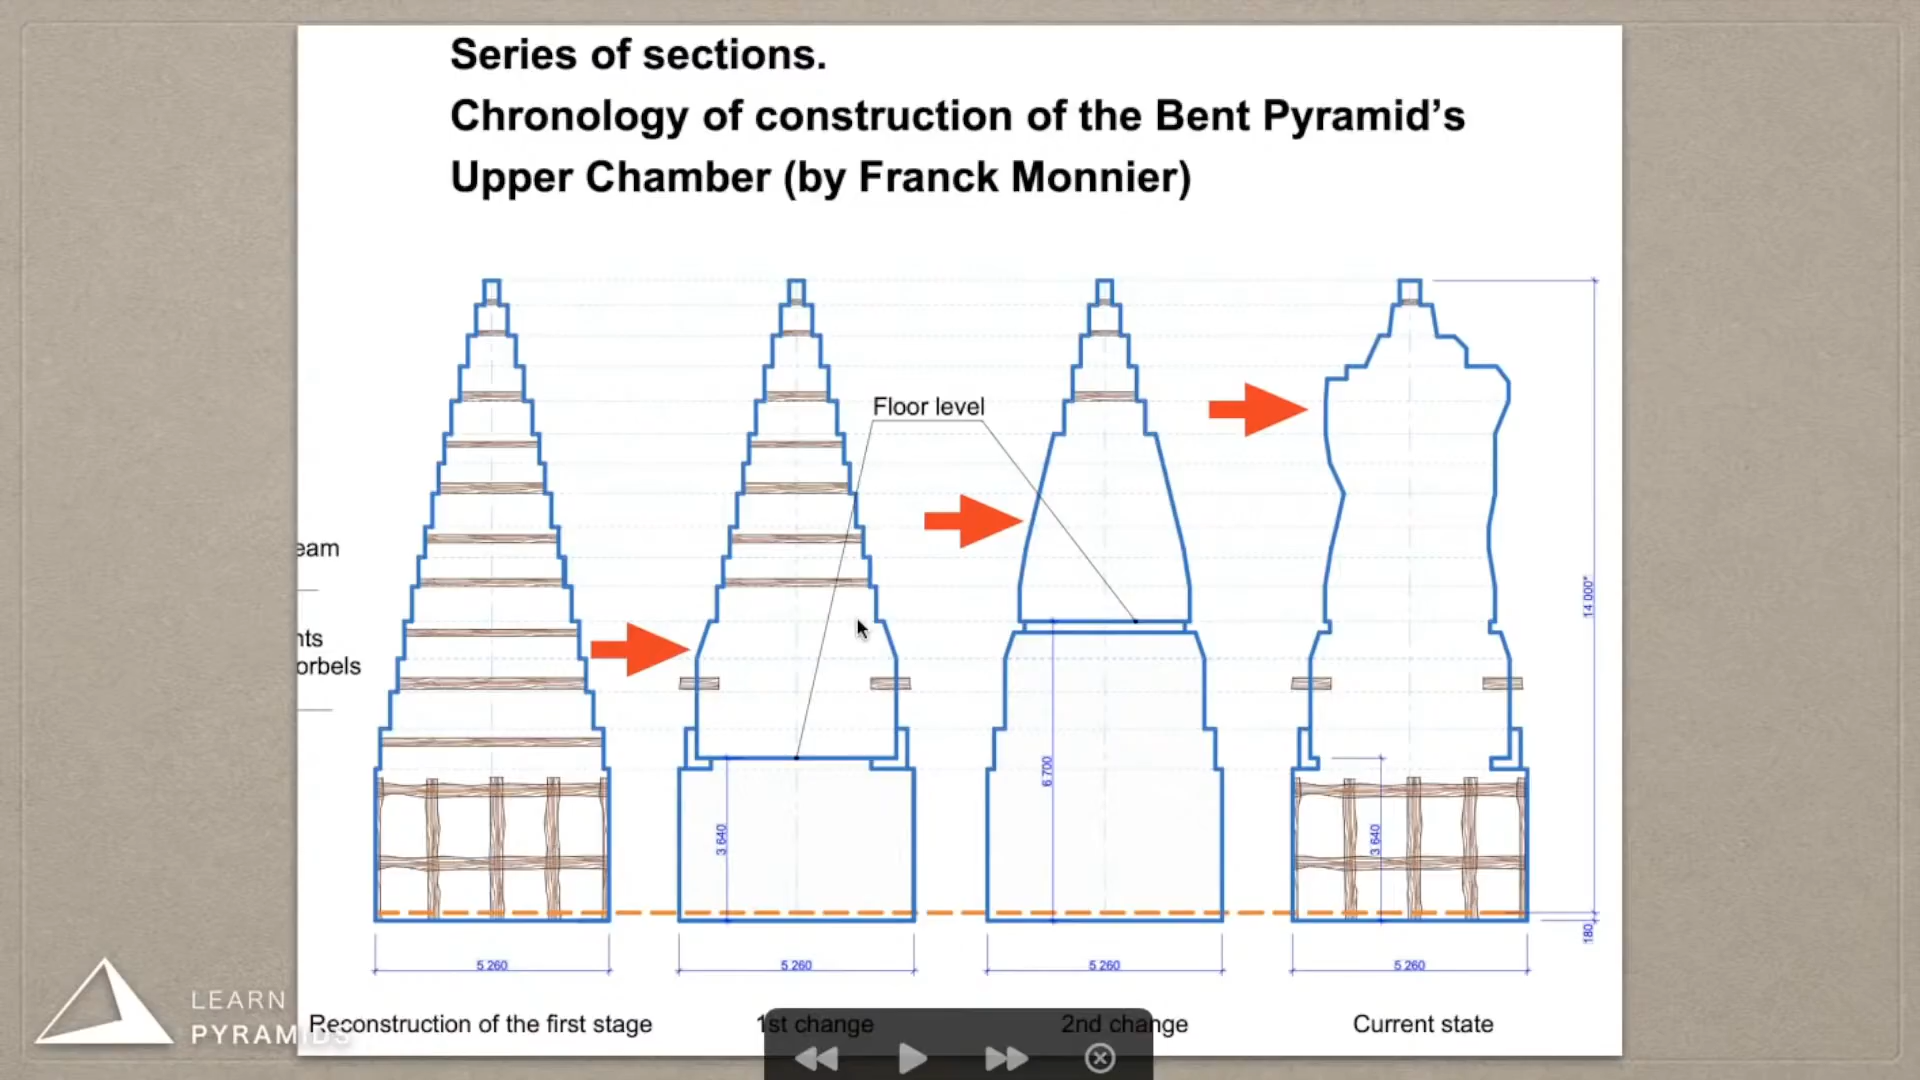 Series of sections.
Chronology of construction of the Bent Pyramid's
Upper Chamber (by Franck Monnier)
Floor level
eam
nts
orbels
14 000*
6 700
3 640
3 640
180
5 260
5 260
5 260
5 260
Reconstruction of the first stage
1st change
2nd change
Current state
LEARN
PYRAMIDS